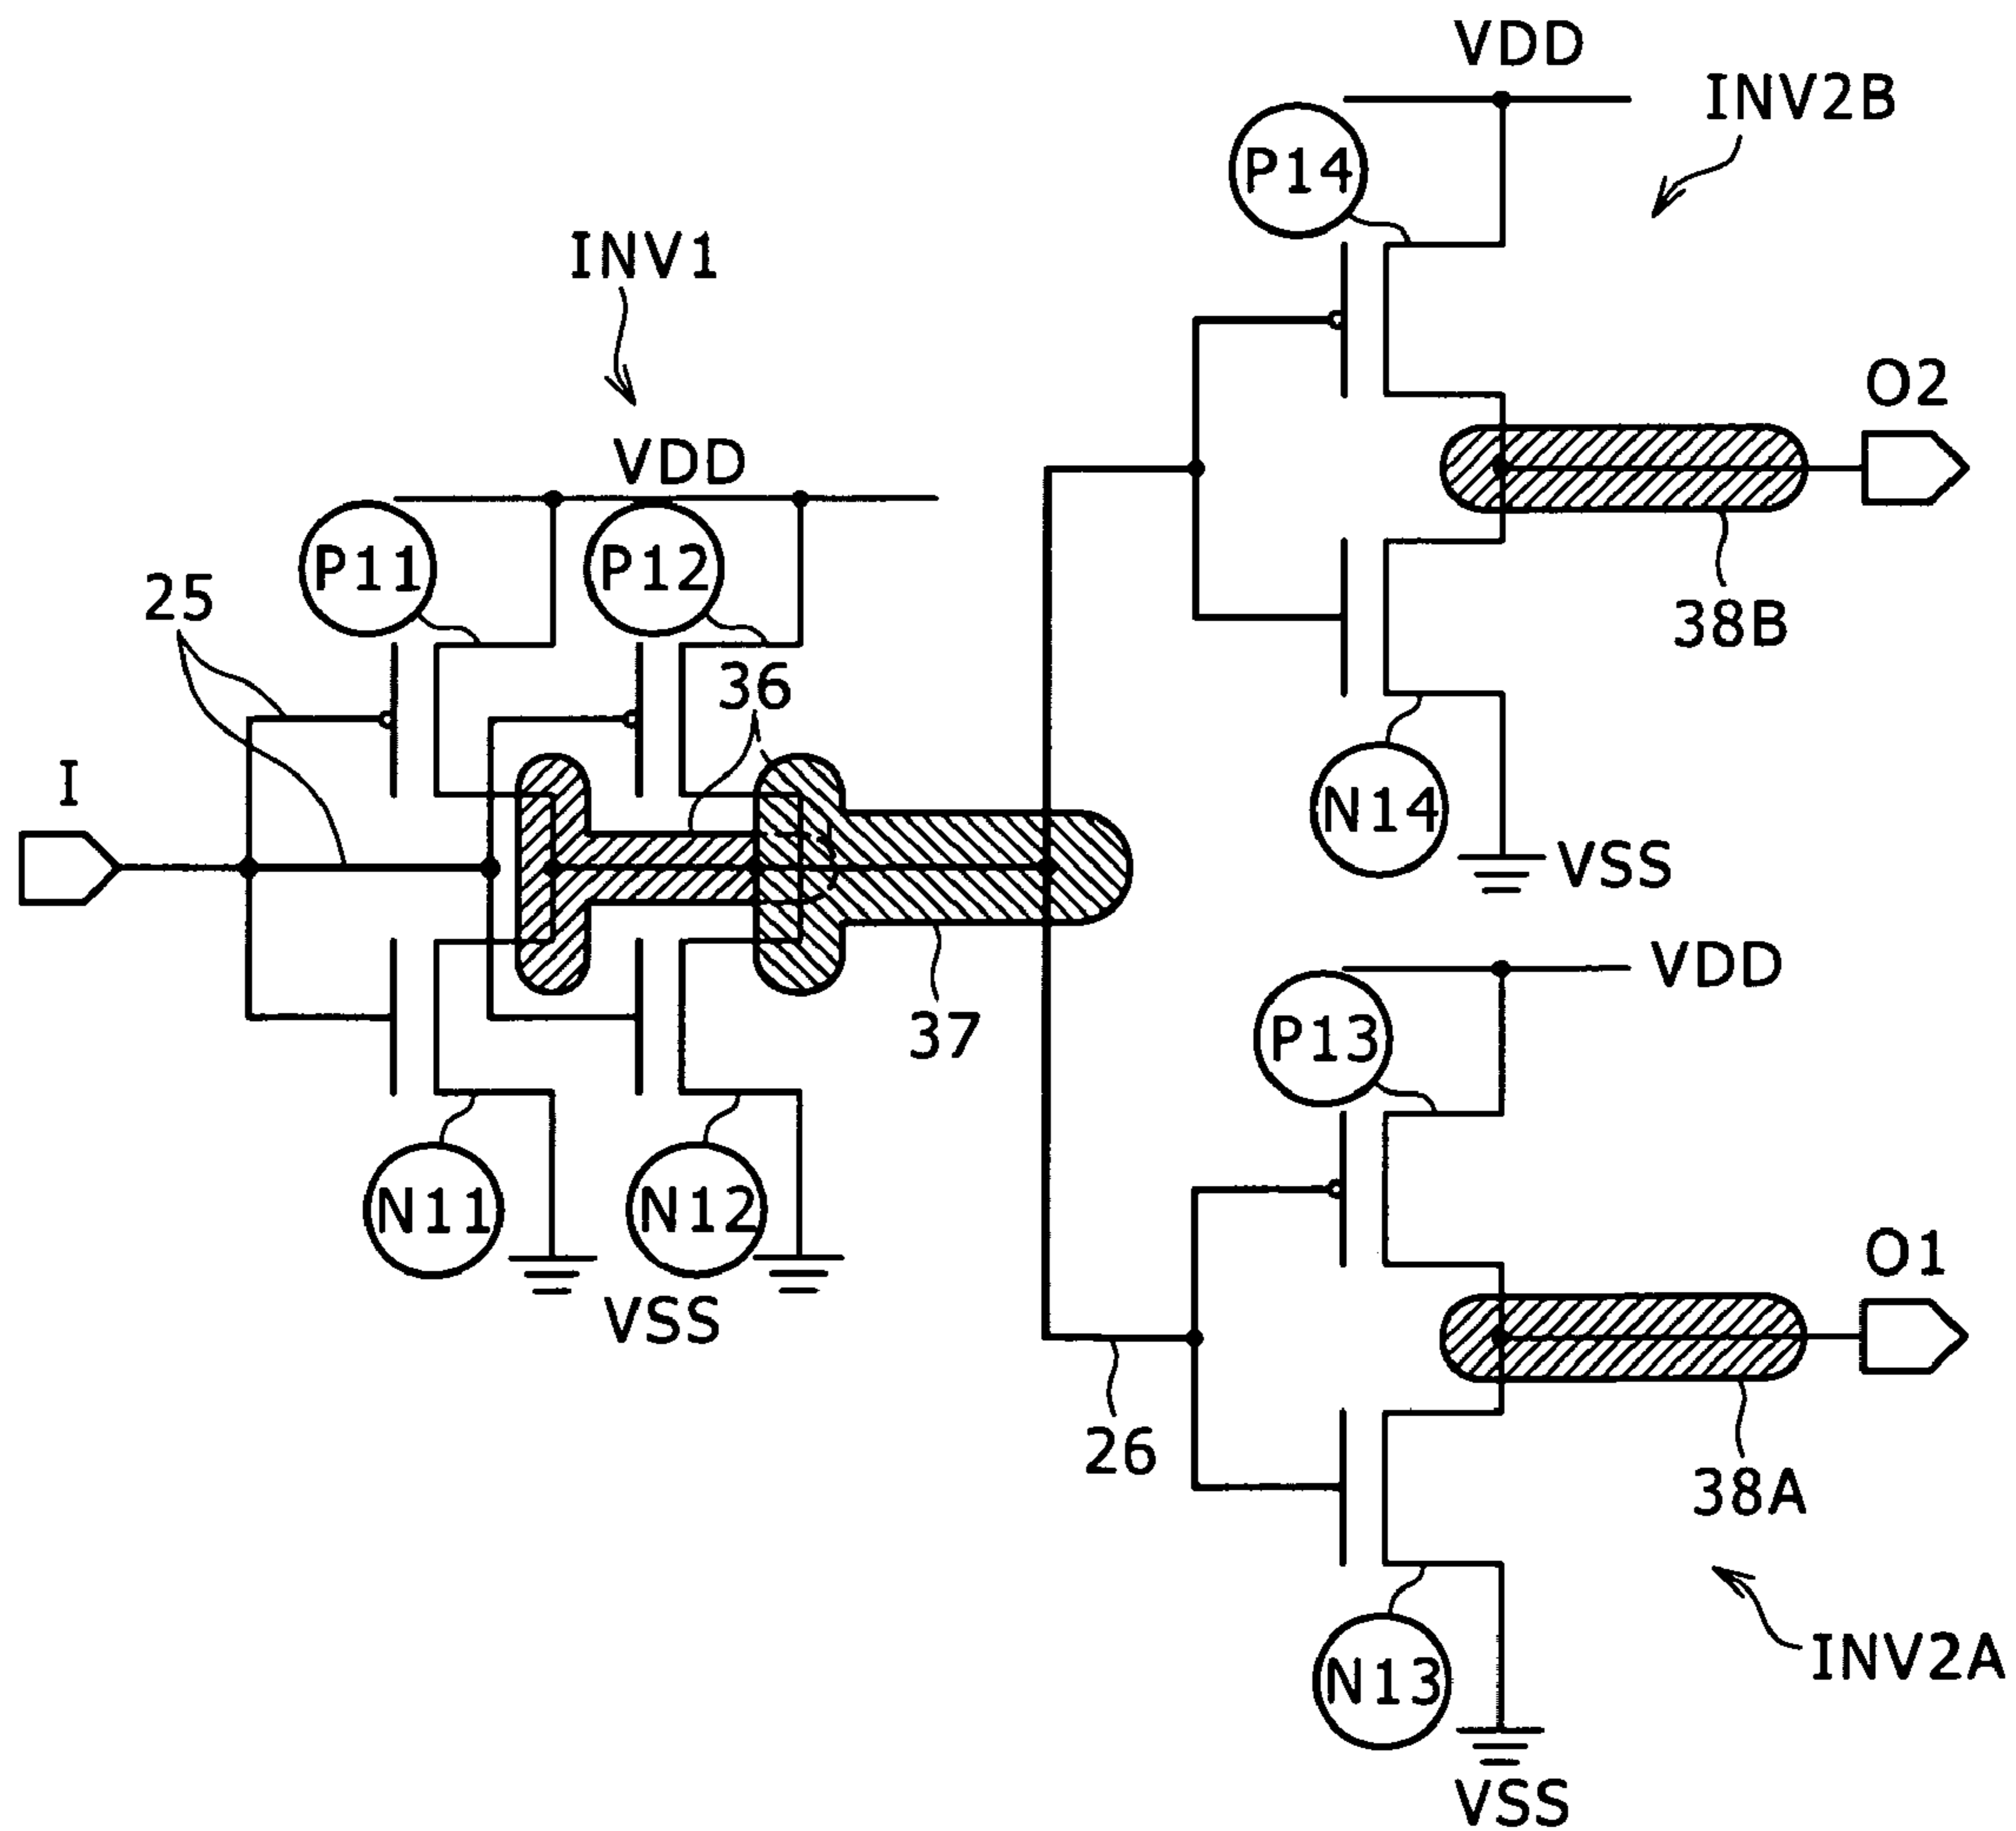 VDD
INV2B
P14
INV1
O2
VDD
P11
P12
25
38B
36
I
N14
VSS
VDD
37
P13
N11
N12
O1
VSS
26
38A
INV2A
N13
VSS